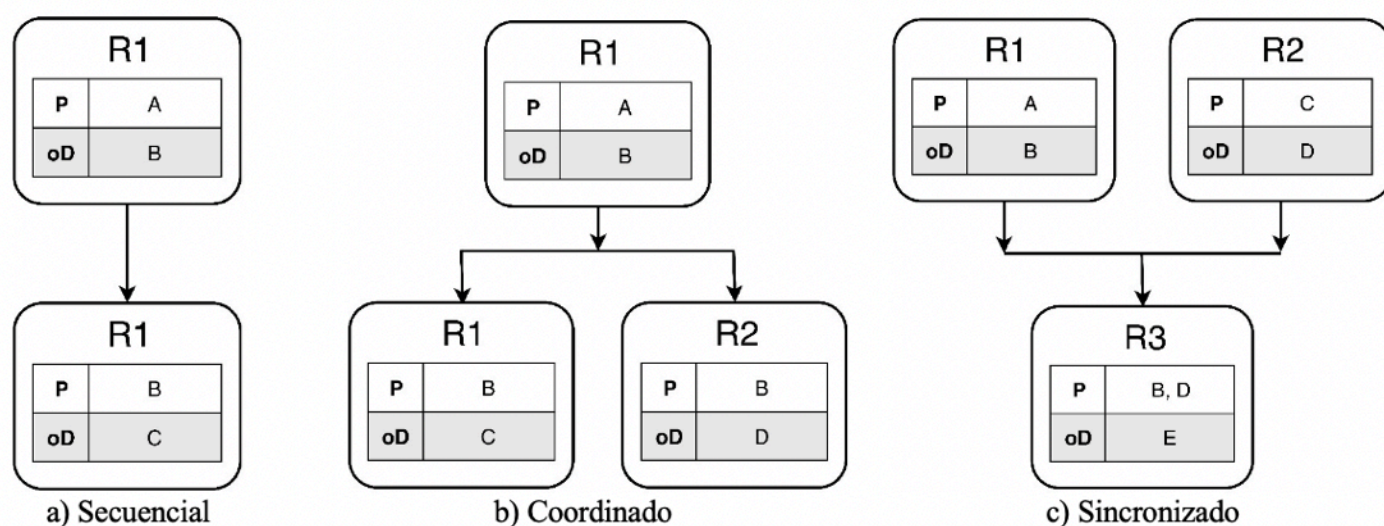 R1
P A
oD B
R1
P B
oD C
a) Secuencial
R1
P A
oD B
R1
P B
oD C
R2
P B
oD D
b) Coordinado
R1
P A
oD B
R2
P C
oD D
R3
P B, D
oD E
c) Sincronizado